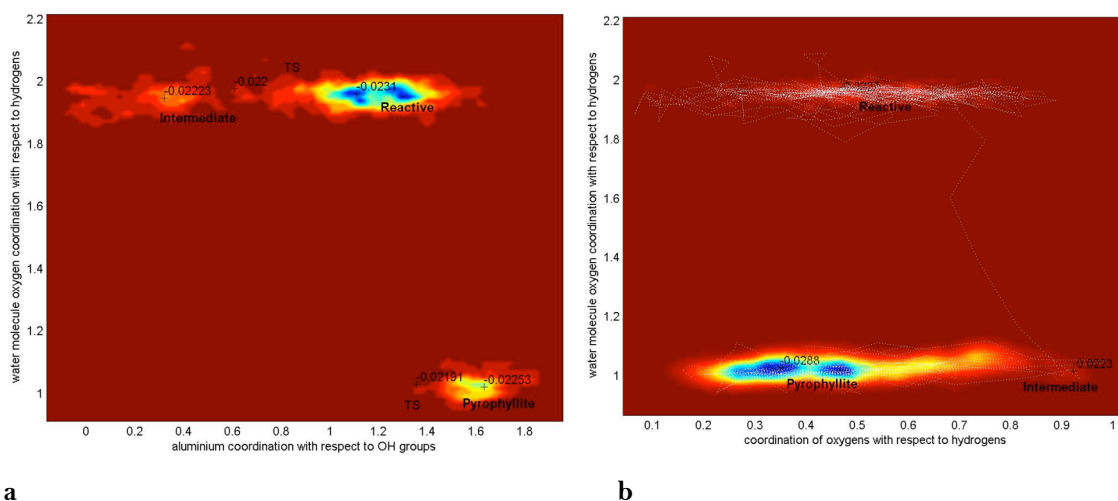 2.2
2
1.8
1.6
1.4
1.2
1
water molecule oxygen coordination with respect to hydrogens
-0.02223
-0.022
TS
-0.0231
Reactive
Intermediate
-0.02191
-0.02253
TS
Pyrophyllite
0 0.2 0.4 0.6 0.8 1 1.2 1.4 1.6 1.8
aluminium coordination with respect to OH groups
a
2.2
2
1.8
1.6
1.4
1.2
1
water molecule oxygen coordination with respect to hydrogens
Reactive
-0.0288
Pyrophyllite
-0.0223
Intermediate
0.1 0.2 0.3 0.4 0.5 0.6 0.7 0.8 0.9 1
coordination of oxygens with respect to hydrogens
b